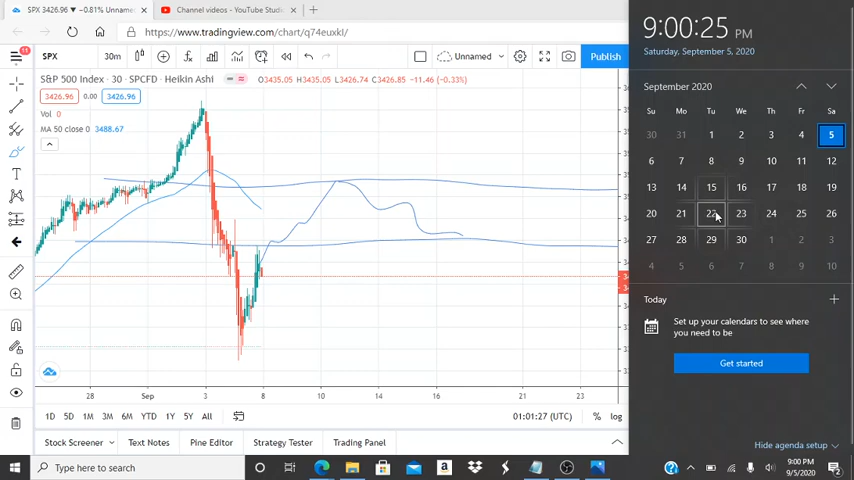 SPX 3426.96 ▼ −0.81% Unnamed
Channel videos - YouTube Studio
https://www.tradingview.com/chart/q74euxkl/
11
SPX
30m
Unnamed
Publish
S&P 500 Index · 30 · SPCFD · Heikin Ashi
O3435.05 H3435.05 L3426.74 C3426.85 −11.46 (−0.33%)
3426.96 0.00 3426.96
Vol 0
MA 50 close 0 3488.67
28 Sep 3 8 10 14 16 21 23
1D 5D 1M 3M 6M YTD 1Y 5Y All
01:01:27 (UTC)
% log
Stock Screener
Text Notes
Pine Editor
Strategy Tester
Trading Panel
9:00:25 PM
Saturday, September 5, 2020
September 2020
Su Mo Tu We Th Fr Sa
30 31 1 2 3 4 5
6 7 8 9 10 11 12
13 14 15 16 17 18 19
20 21 22 23 24 25 26
27 28 29 30 1 2 3
4 5 6 7 8 9 10
Today
Set up your calendars to see where
you need to be
Get started
Hide agenda setup
Type here to search
9:00 PM
9/5/2020
2